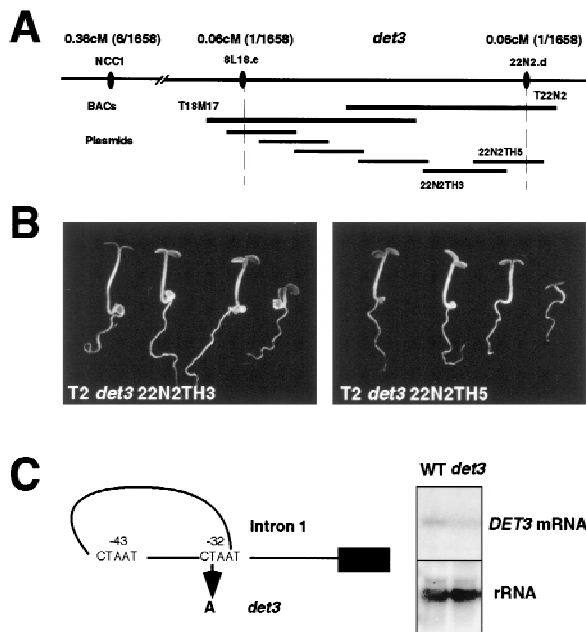 A
0.36cM (6/1658) 0.06cM (1/1658) det3 0.06cM (1/1658)
NCC1 8L18.e 22N2.d
BACs T13M17 T22N2
Plasmids 22N2TH5
22N2TH3
B
T2 det3 22N2TH3 T2 det3 22N2TH5
C
WT det3
-43 -32 Intron 1 DET3 mRNA
CTAAT CTAAT
A det3 rRNA